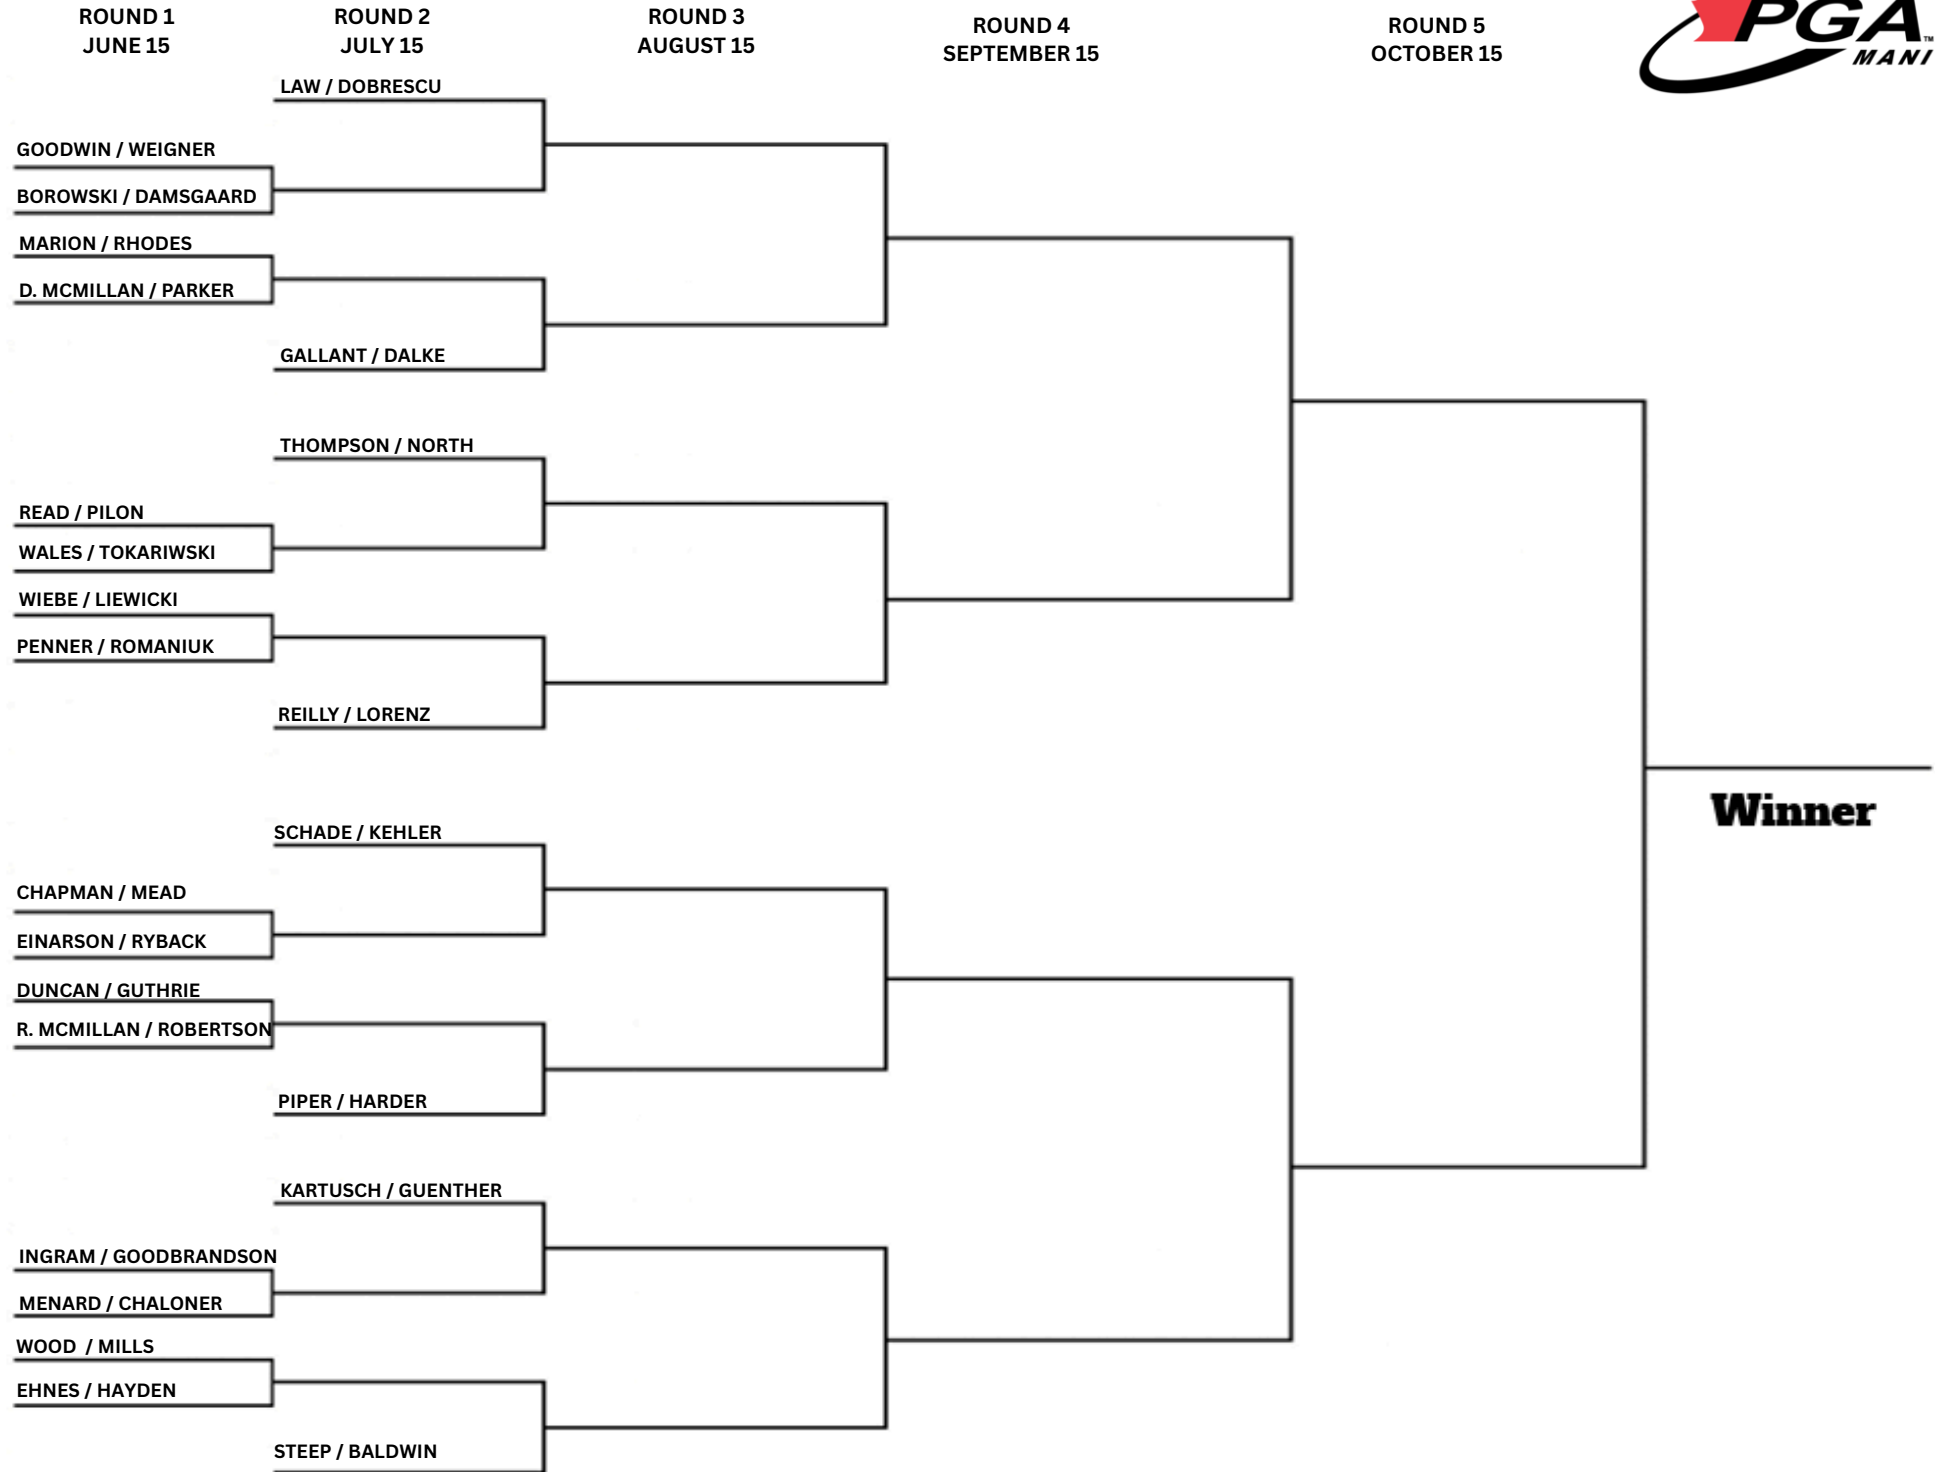 ROUND 1
JUNE 15
ROUND 2
JULY 15
ROUND 3
AUGUST 15
ROUND 4
SEPTEMBER 15
ROUND 5
OCTOBER 15
PGA™
MANI
LAW / DOBRESCU
GOODWIN / WEIGNER
BOROWSKI / DAMSGAARD
MARION / RHODES
D. MCMILLAN / PARKER
GALLANT / DALKE
THOMPSON / NORTH
READ / PILON
WALES / TOKARIWSKI
WIEBE / LIEWICKI
PENNER / ROMANIUK
REILLY / LORENZ
Winner
SCHADE / KEHLER
CHAPMAN / MEAD
EINARSON / RYBACK
DUNCAN / GUTHRIE
R. MCMILLAN / ROBERTSON
PIPER / HARDER
KARTUSCH / GUENTHER
INGRAM / GOODBRANDSON
MENARD / CHALONER
WOOD  / MILLS
EHNES / HAYDEN
STEEP / BALDWIN